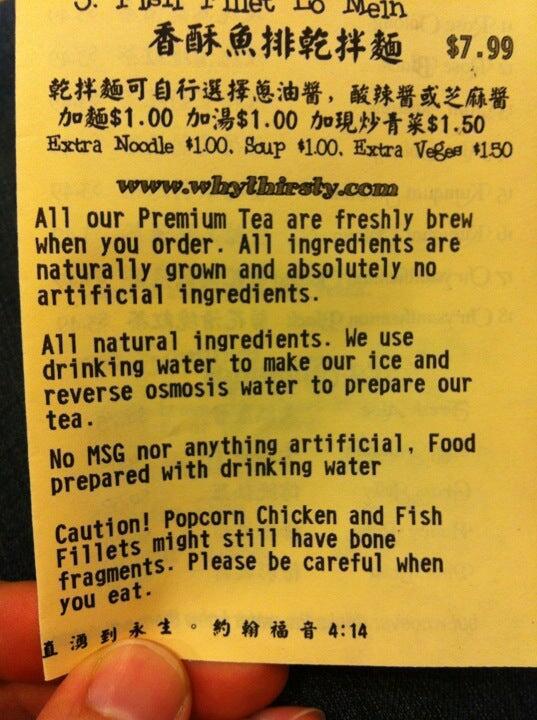 5. Fish Fillet Lo Mein
香酥魚排乾拌麵 $7.99
乾拌麵可自行選擇蔥油醬，酸辣醬或芝麻醬
加麵$1.00 加湯$1.00 加現炒青菜$1.50
Extra Noodle $1.00. Soup $1.00. Extra Veges $1.50
www.whythirsty.com
All our Premium Tea are freshly brew
when you order. All ingredients are
naturally grown and absolutely no
artificial ingredients.
All natural ingredients. We use
drinking water to make our ice and
reverse osmosis water to prepare our
tea.
No MSG nor anything artificial, Food
prepared with drinking water
Caution! Popcorn Chicken and Fish
Fillets might still have bone
fragments. Please be careful when
you eat.
直湧到永生。約翰福音 4:14